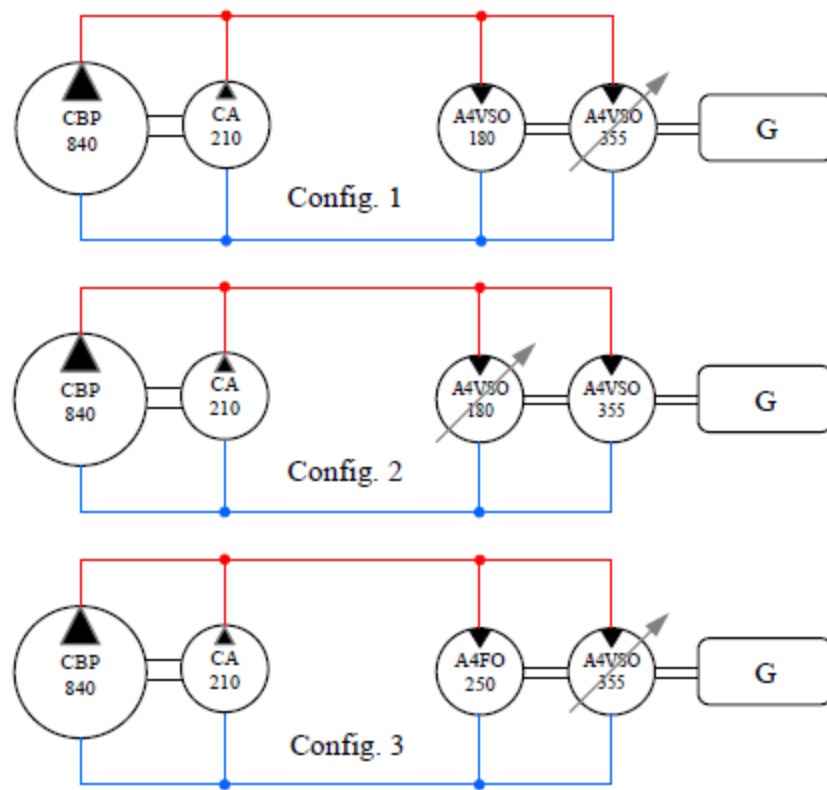 CBP
840
CA
210
A4VSO
180
A4VSO
355
G
Config. 1
CBP
840
CA
210
A4VSO
180
A4VSO
355
G
Config. 2
CBP
840
CA
210
A4FO
250
A4VSO
355
G
Config. 3